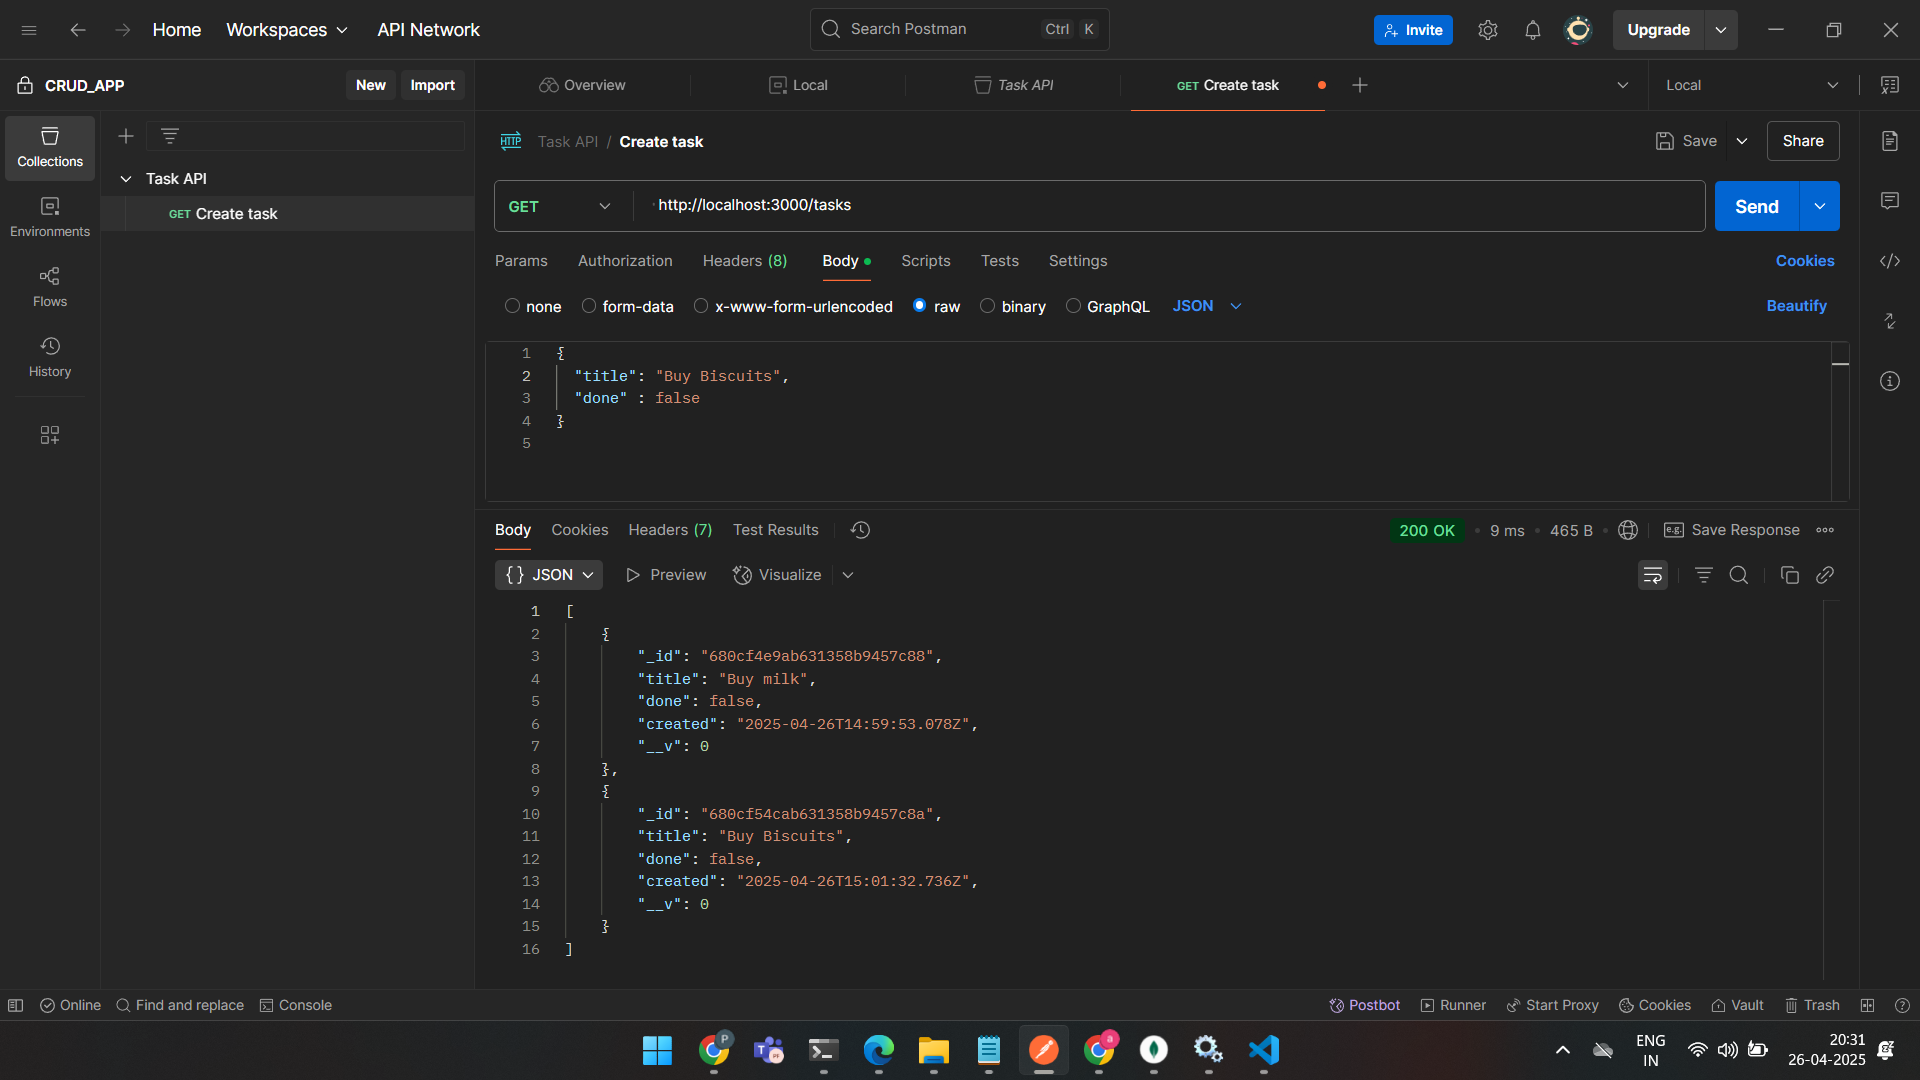 Home Workspaces API Network
Search Postman Ctrl K
Invite Upgrade
CRUD_APP New Import
Overview Local Task API GET Create task Local
Collections
Environments
Flows
History
Task API
GET Create task
HTTP Task API / Create task Save Share
GET http://localhost:3000/tasks Send
Params Authorization Headers (8) Body Scripts Tests Settings Cookies
none form-data x-www-form-urlencoded raw binary GraphQL JSON Beautify
1 {
2 "title": "Buy Biscuits",
3 "done" : false
4 }
5
Body Cookies Headers (7) Test Results 200 OK • 9 ms • 465 B • e.g. Save Response
{} JSON Preview Visualize
1 [
2 {
3 "_id": "680cf4e9ab631358b9457c88",
4 "title": "Buy milk",
5 "done": false,
6 "created": "2025-04-26T14:59:53.078Z",
7 "__v": 0
8 },
9 {
10 "_id": "680cf54cab631358b9457c8a",
11 "title": "Buy Biscuits",
12 "done": false,
13 "created": "2025-04-26T15:01:32.736Z",
14 "__v": 0
15 }
16 ]
Online Find and replace Console Postbot Runner Start Proxy Cookies Vault Trash
P
a
ENG
IN
20:31
26-04-2025